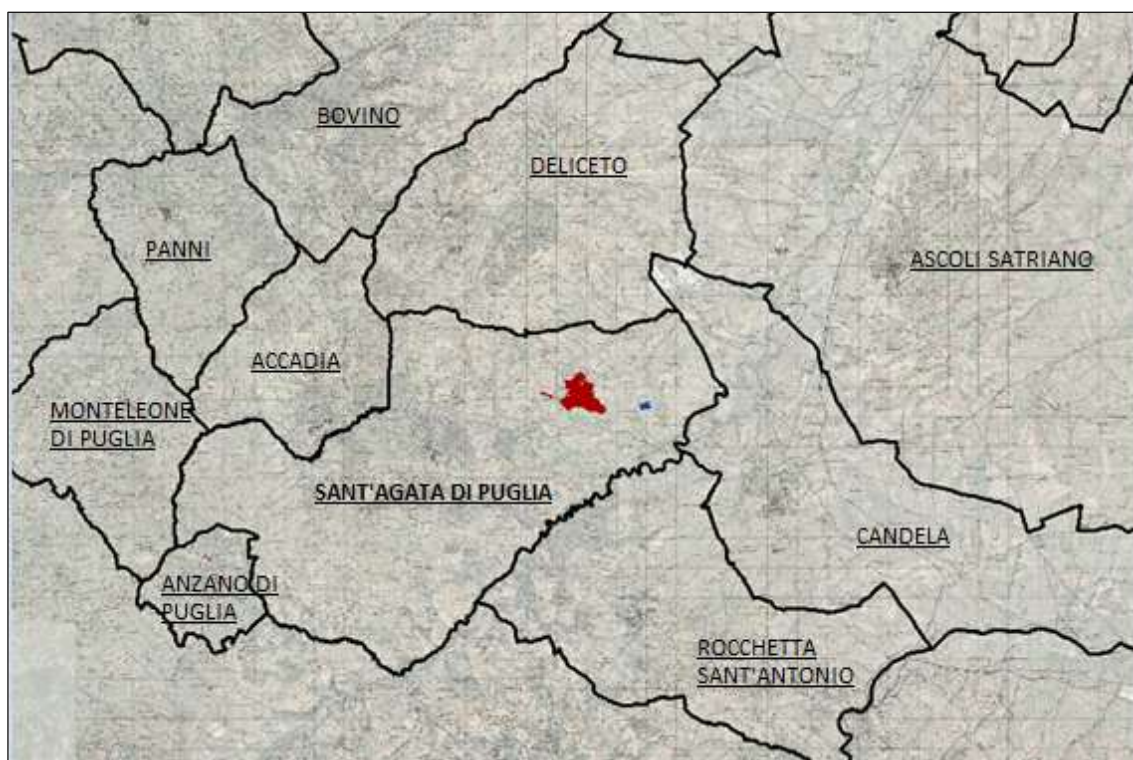 BOVINO
DELICETO
PANNI
ASCOLI SATRIANO
ACCADIA
MONTELEONE
DI PUGLIA
SANT'AGATA DI PUGLIA
CANDELA
ANZANO DI
PUGLIA
ROCCHETTA
SANT'ANTONIO